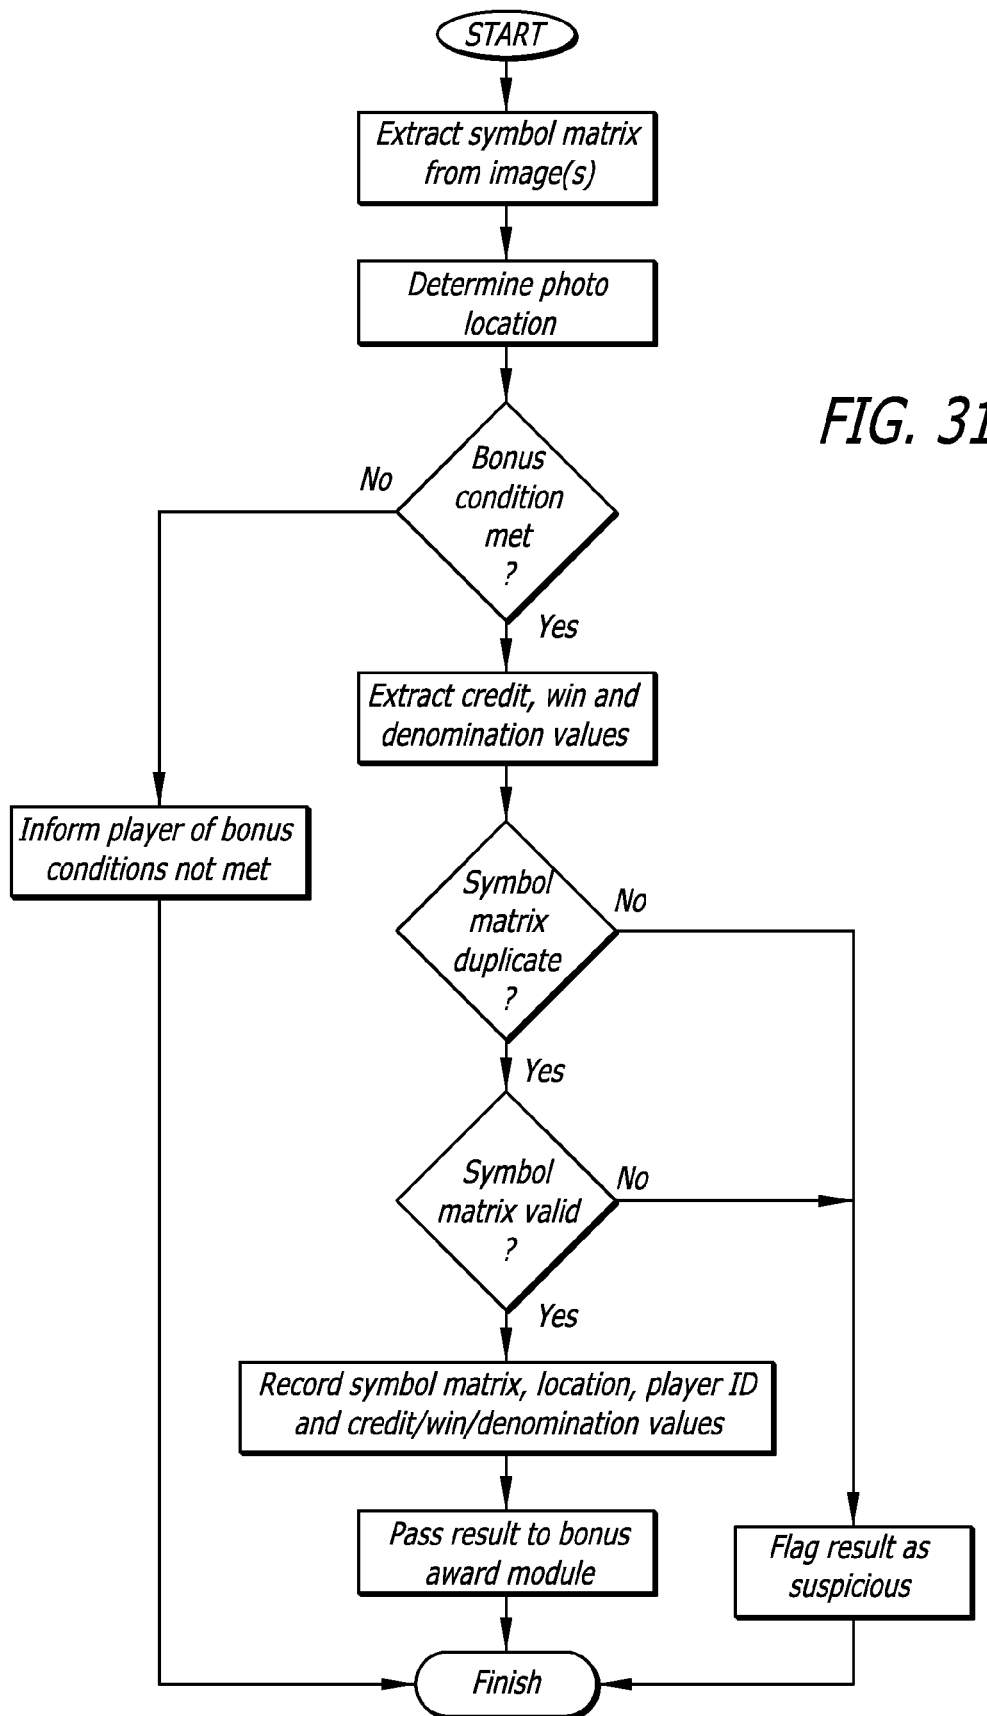 START
Extract symbol matrix
from image(s)
Determine photo
location
FIG. 31
Bonus
condition
met
?
No
Yes
Extract credit, win and
denomination values
Inform player of bonus
conditions not met
Symbol
matrix
duplicate
?
No
Yes
Symbol
matrix valid
?
No
Yes
Record symbol matrix, location, player ID
and credit/win/denomination values
Pass result to bonus
award module
Flag result as
suspicious
Finish